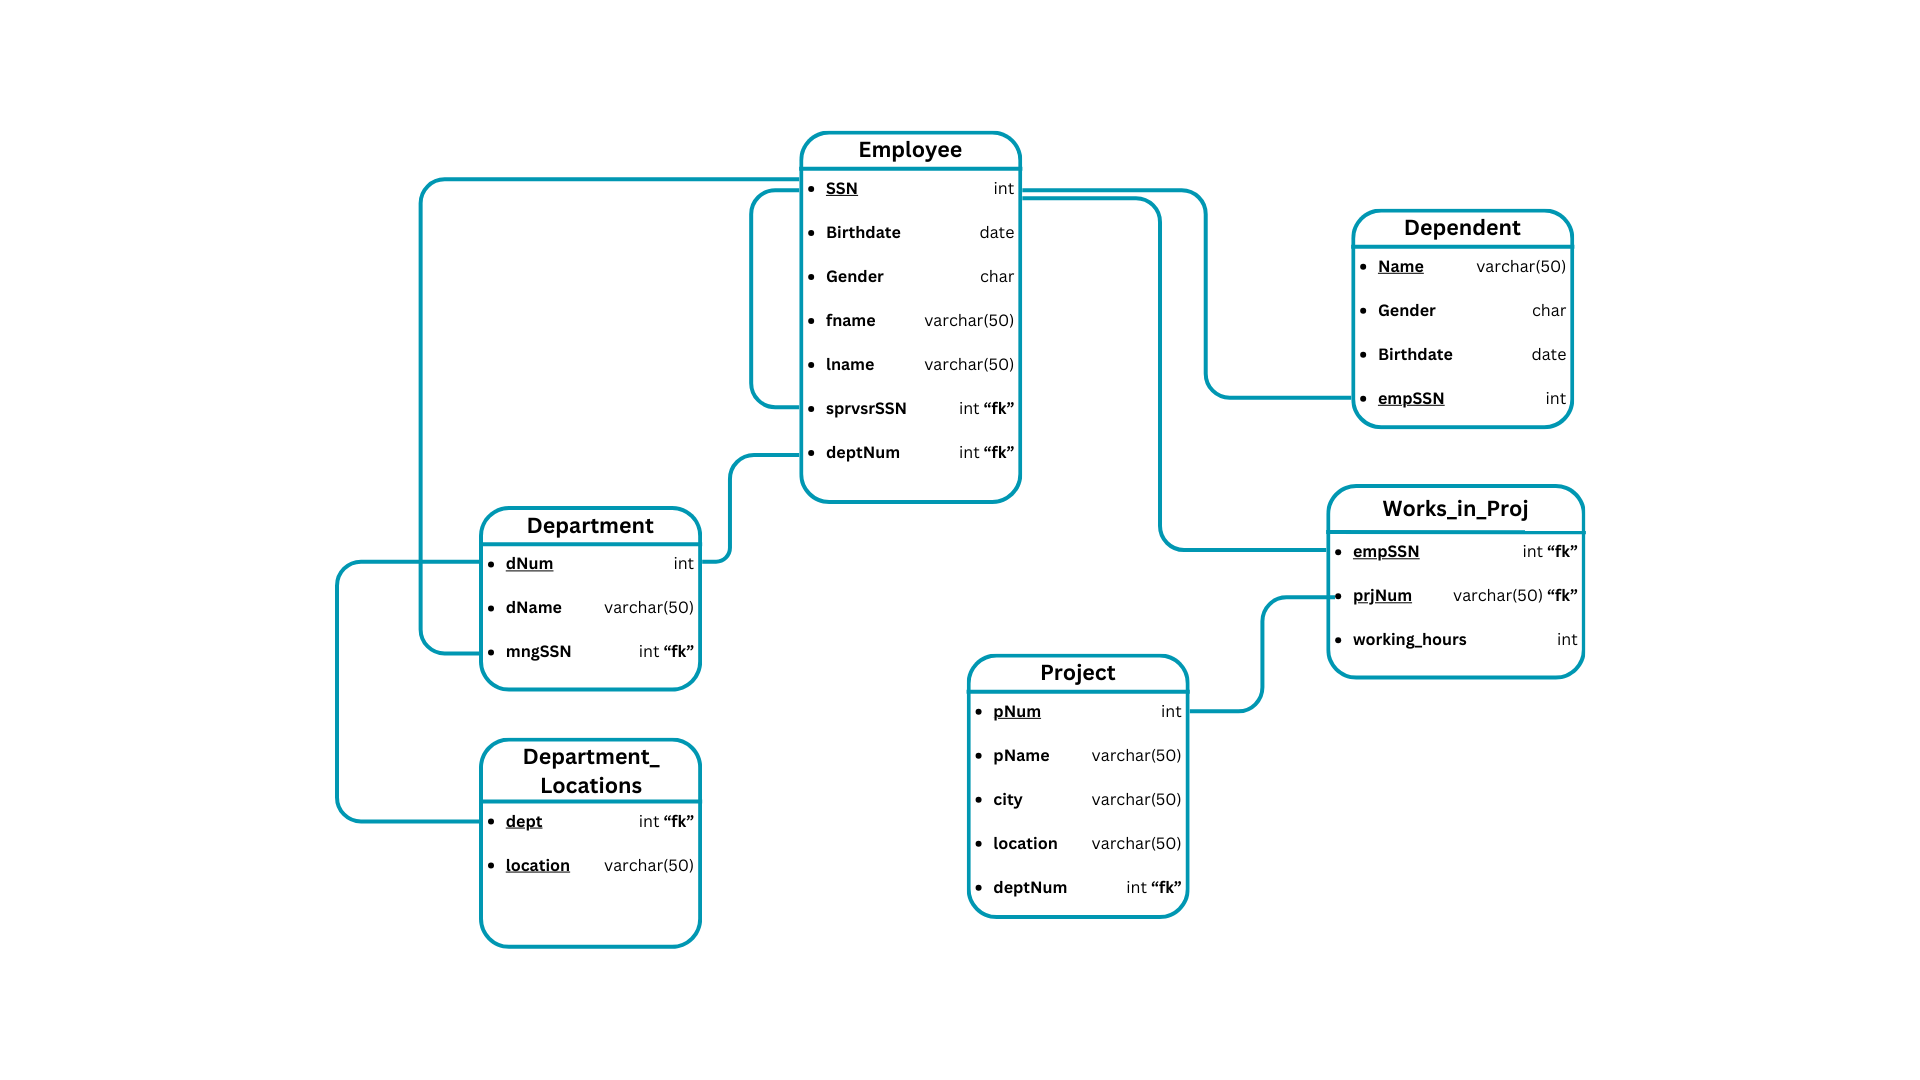 Employee
SSN int
Birthdate date
Gender char
fname varchar(50)
lname varchar(50)
sprvsrSSN int “fk”
deptNum int “fk”
Dependent
Name varchar(50)
Gender char
Birthdate date
empSSN int
Department
dNum int
dName varchar(50)
mngSSN int “fk”
Works_in_Proj
empSSN int “fk”
prjNum varchar(50) “fk”
working_hours int
Project
pNum int
pName varchar(50)
city varchar(50)
location varchar(50)
deptNum int “fk”
Department_
Locations
dept int “fk”
location varchar(50)